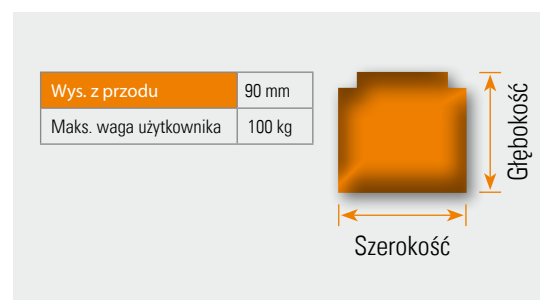 Wys. z przodu 90 mm
Maks. waga użytkownika 100 kg
Głębokość
Szerokość